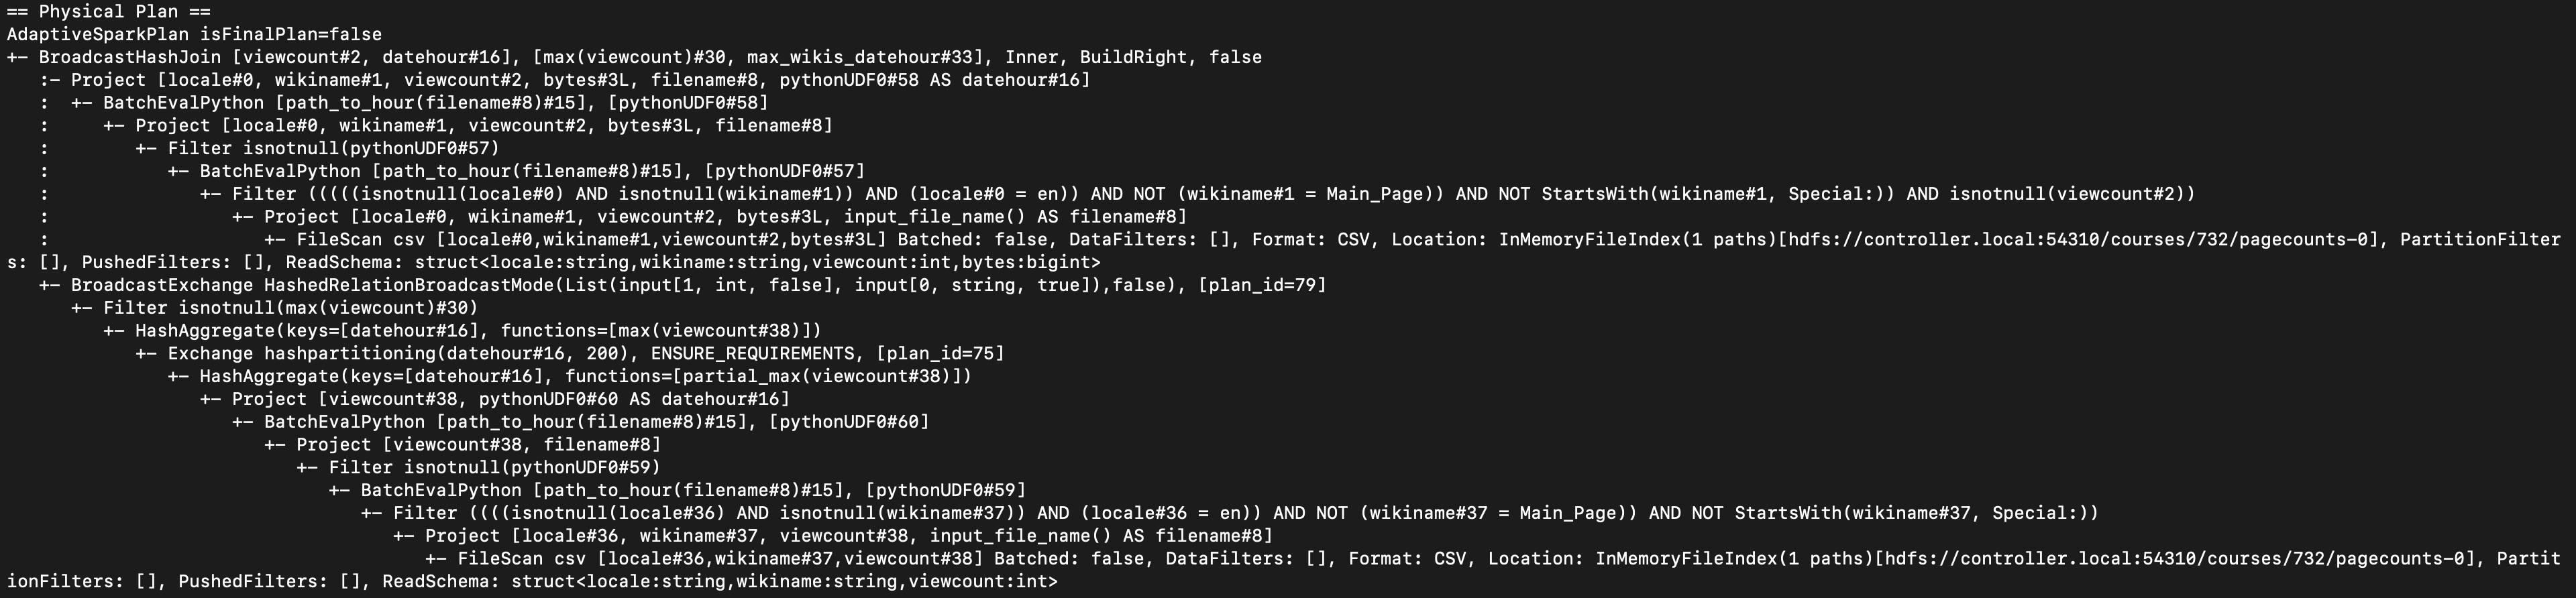 == Physical Plan ==
AdaptiveSparkPlan isFinalPlan=false
+- BroadcastHashJoin [viewcount#2, datehour#16], [max(viewcount)#30, max_wikis_datehour#33], Inner, BuildRight, false
   :- Project [locale#0, wikiname#1, viewcount#2, bytes#3L, filename#8, pythonUDF0#58 AS datehour#16]
   :  +- BatchEvalPython [path_to_hour(filename#8)#15], [pythonUDF0#58]
   :     +- Project [locale#0, wikiname#1, viewcount#2, bytes#3L, filename#8]
   :        +- Filter isnotnull(pythonUDF0#57)
   :           +- BatchEvalPython [path_to_hour(filename#8)#15], [pythonUDF0#57]
   :              +- Filter (((((isnotnull(locale#0) AND isnotnull(wikiname#1)) AND (locale#0 = en)) AND NOT (wikiname#1 = Main_Page)) AND NOT StartsWith(wikiname#1, Special:)) AND isnotnull(viewcount#2))
   :                 +- Project [locale#0, wikiname#1, viewcount#2, bytes#3L, input_file_name() AS filename#8]
   :                    +- FileScan csv [locale#0,wikiname#1,viewcount#2,bytes#3L] Batched: false, DataFilters: [], Format: CSV, Location: InMemoryFileIndex(1 paths)[hdfs://controller.local:54310/courses/732/pagecounts-0], PartitionFilter
s: [], PushedFilters: [], ReadSchema: struct<locale:string,wikiname:string,viewcount:int,bytes:bigint>
   +- BroadcastExchange HashedRelationBroadcastMode(List(input[1, int, false], input[0, string, true]),false), [plan_id=79]
      +- Filter isnotnull(max(viewcount)#30)
         +- HashAggregate(keys=[datehour#16], functions=[max(viewcount#38)])
            +- Exchange hashpartitioning(datehour#16, 200), ENSURE_REQUIREMENTS, [plan_id=75]
               +- HashAggregate(keys=[datehour#16], functions=[partial_max(viewcount#38)])
                  +- Project [viewcount#38, pythonUDF0#60 AS datehour#16]
                     +- BatchEvalPython [path_to_hour(filename#8)#15], [pythonUDF0#60]
                        +- Project [viewcount#38, filename#8]
                           +- Filter isnotnull(pythonUDF0#59)
                              +- BatchEvalPython [path_to_hour(filename#8)#15], [pythonUDF0#59]
                                 +- Filter ((((isnotnull(locale#36) AND isnotnull(wikiname#37)) AND (locale#36 = en)) AND NOT (wikiname#37 = Main_Page)) AND NOT StartsWith(wikiname#37, Special:))
                                    +- Project [locale#36, wikiname#37, viewcount#38, input_file_name() AS filename#8]
                                       +- FileScan csv [locale#36,wikiname#37,viewcount#38] Batched: false, DataFilters: [], Format: CSV, Location: InMemoryFileIndex(1 paths)[hdfs://controller.local:54310/courses/732/pagecounts-0], Partit
ionFilters: [], PushedFilters: [], ReadSchema: struct<locale:string,wikiname:string,viewcount:int>